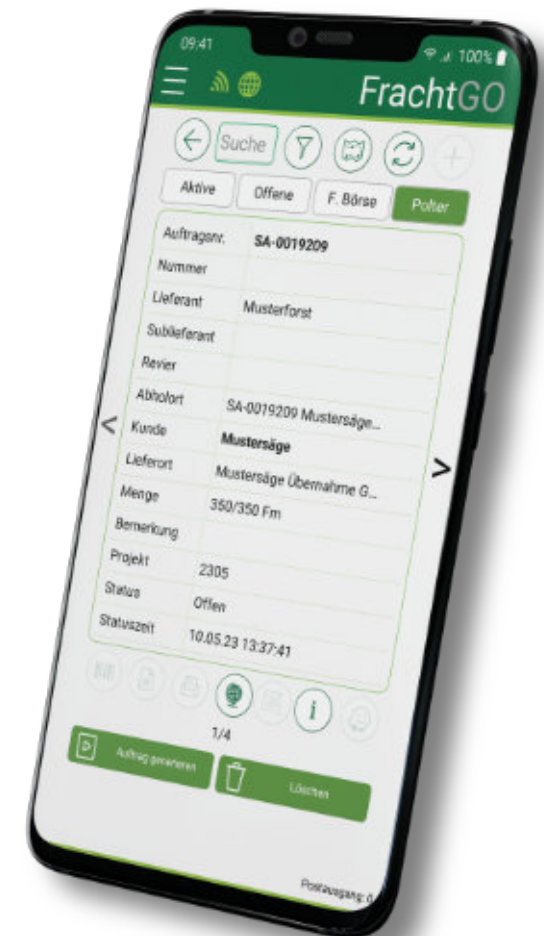 09:41 100%
FrachtGO
Suche
Aktive Offene F. Börse Polter
Auftragsnr. SA-0019209
Nummer
Lieferant Musterforst
Sublieferant
Revier
Abholort SA-0019209 Mustersäge...
< Kunde Mustersäge >
Lieferort Mustersäge Übernahme G...
Menge 350/350 Fm
Bemerkung
Projekt 2305
Status Offen
Statuszeit 10.05.23 13:37:41
i
1/4
Auftrag generieren Löschen
Postausgang: 0